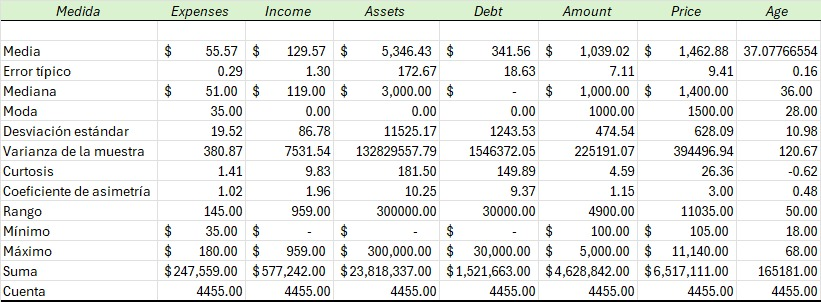 Medida Expenses Income Assets Debt Amount Price Age
Media $ 55.57 $ 129.57 $ 5,346.43 $ 341.56 $ 1,039.02 $ 1,462.88 37.07766554
Error típico 0.29 1.30 172.67 18.63 7.11 9.41 0.16
Mediana $ 51.00 $ 119.00 $ 3,000.00 $ - $ 1,000.00 $ 1,400.00 36.00
Moda 35.00 0.00 0.00 0.00 1000.00 1500.00 28.00
Desviación estándar 19.52 86.78 11525.17 1243.53 474.54 628.09 10.98
Varianza de la muestra 380.87 7531.54 132829557.79 1546372.05 225191.07 394496.94 120.67
Curtosis 1.41 9.83 181.50 149.89 4.59 26.36 -0.62
Coeficiente de asimetría 1.02 1.96 10.25 9.37 1.15 3.00 0.48
Rango 145.00 959.00 300000.00 30000.00 4900.00 11035.00 50.00
Mínimo $ 35.00 $ - $ - $ - $ 100.00 $ 105.00 18.00
Máximo $ 180.00 $ 959.00 $ 300,000.00 $ 30,000.00 $ 5,000.00 $ 11,140.00 68.00
Suma $247,559.00 $577,242.00 $23,818,337.00 $1,521,663.00 $4,628,842.00 $6,517,111.00 165181.00
Cuenta 4455.00 4455.00 4455.00 4455.00 4455.00 4455.00 4455.00